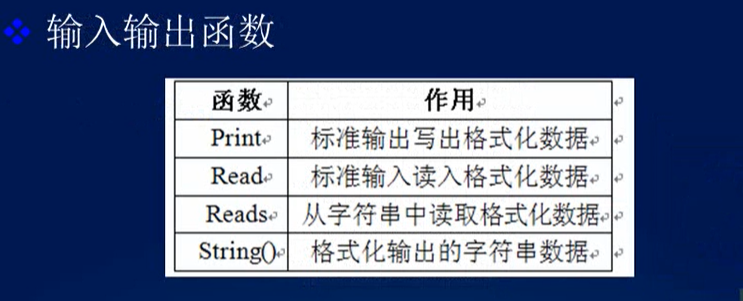 输入输出函数
函数 作用
Print 标准输出写出格式化数据
Read 标准输入读入格式化数据
Reads 从字符串中读取格式化数据
String() 格式化输出的字符串数据